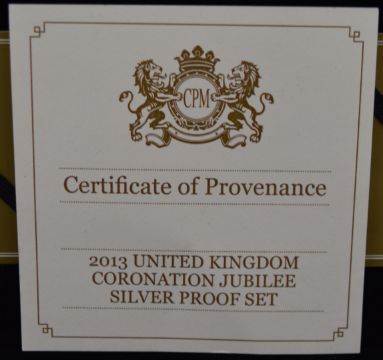 CPM
Certificate of Provenance
2013 UNITED KINGDOM
CORONATION JUBILEE
SILVER PROOF SET